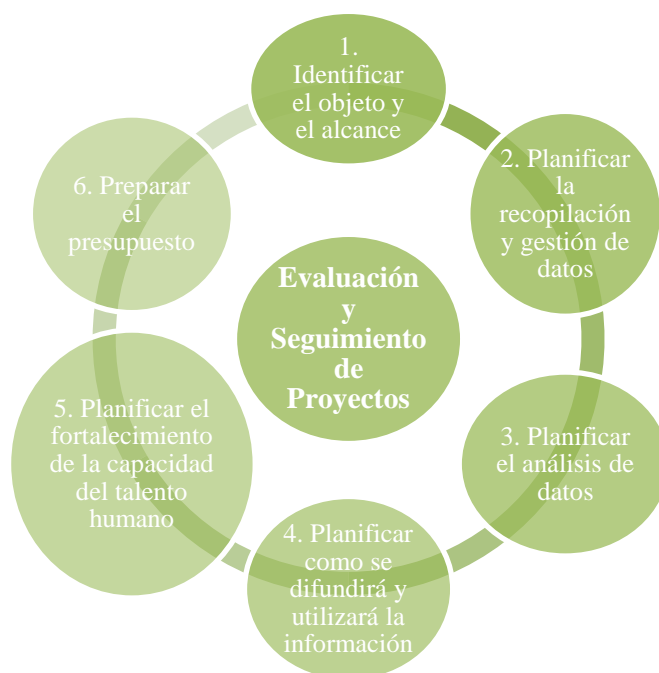 1.
Identificar
el objeto y
el alcance
2. Planificar
la
recopilación
y gestión de
datos
3. Planificar
el análisis de
datos
4. Planificar
como se
difundirá y
utilizará la
información
5. Planificar el
fortalecimiento
de la capacidad
del talento
humano
6. Preparar
el
presupuesto
Evaluación
y
Seguimiento
de
Proyectos